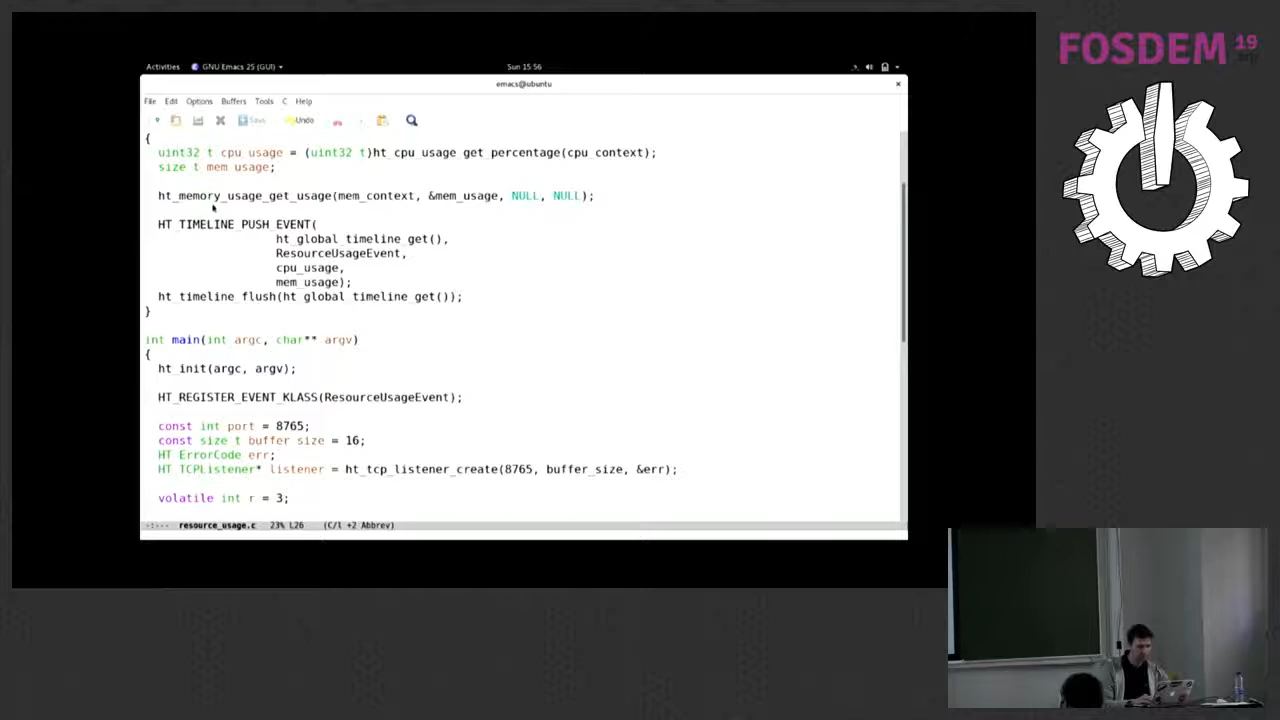 FOSDEM 19
.org
Activities GNU Emacs 25 (GUI) ▾ Sun 15:56
emacs@ubuntu
File Edit Options Buffers Tools C Help
Save Undo
{
uint32_t cpu_usage = (uint32_t)ht_cpu_usage_get_percentage(cpu_context);
size_t mem_usage;
ht_memory_usage_get_usage(mem_context, &mem_usage, NULL, NULL);
HT_TIMELINE_PUSH_EVENT(
ht_global_timeline_get(),
ResourceUsageEvent,
cpu_usage,
mem_usage);
ht_timeline_flush(ht_global_timeline_get());
}
int main(int argc, char** argv)
{
ht_init(argc, argv);
HT_REGISTER_EVENT_KLASS(ResourceUsageEvent);
const int port = 8765;
const size_t buffer_size = 16;
HT_ErrorCode err;
HT_TCPListener* listener = ht_tcp_listener_create(8765, buffer_size, &err);
volatile int r = 3;
-:--- resource_usage.c 23% L26 (C/l +2 Abbrev)